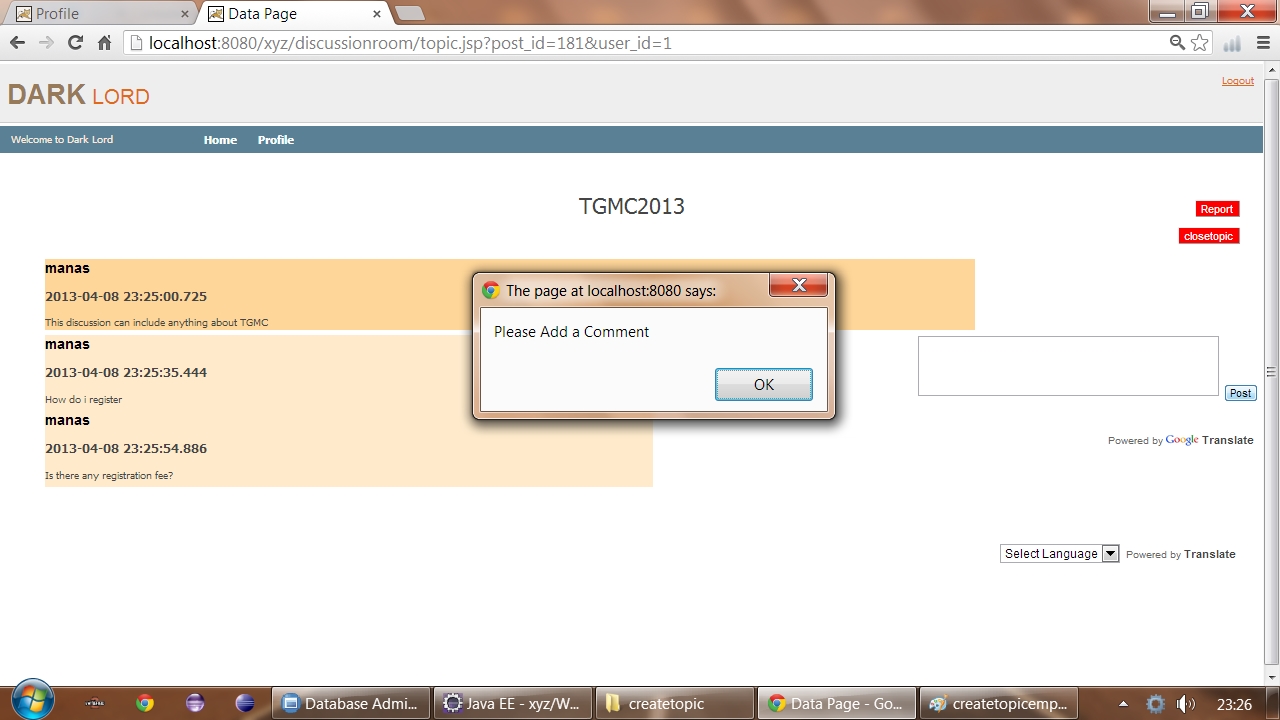 Profile
Data Page
localhost:8080/xyz/discussionroom/topic.jsp?post_id=181&user_id=1
DARK LORD
Logout
Welcome to Dark Lord Home Profile
TGMC2013
Report
closetopic
manas
2013-04-08 23:25:00.725
This discussion can include anything about TGMC
manas
2013-04-08 23:25:35.444
How do i register
manas
2013-04-08 23:25:54.886
Is there any registration fee?
The page at localhost:8080 says:
Please Add a Comment
OK
Post
Powered by Google Translate
Select Language Powered by Translate
Database Admi...
Java EE - xyz/W...
createtopic
Data Page - Go...
createtopicemp...
23:26